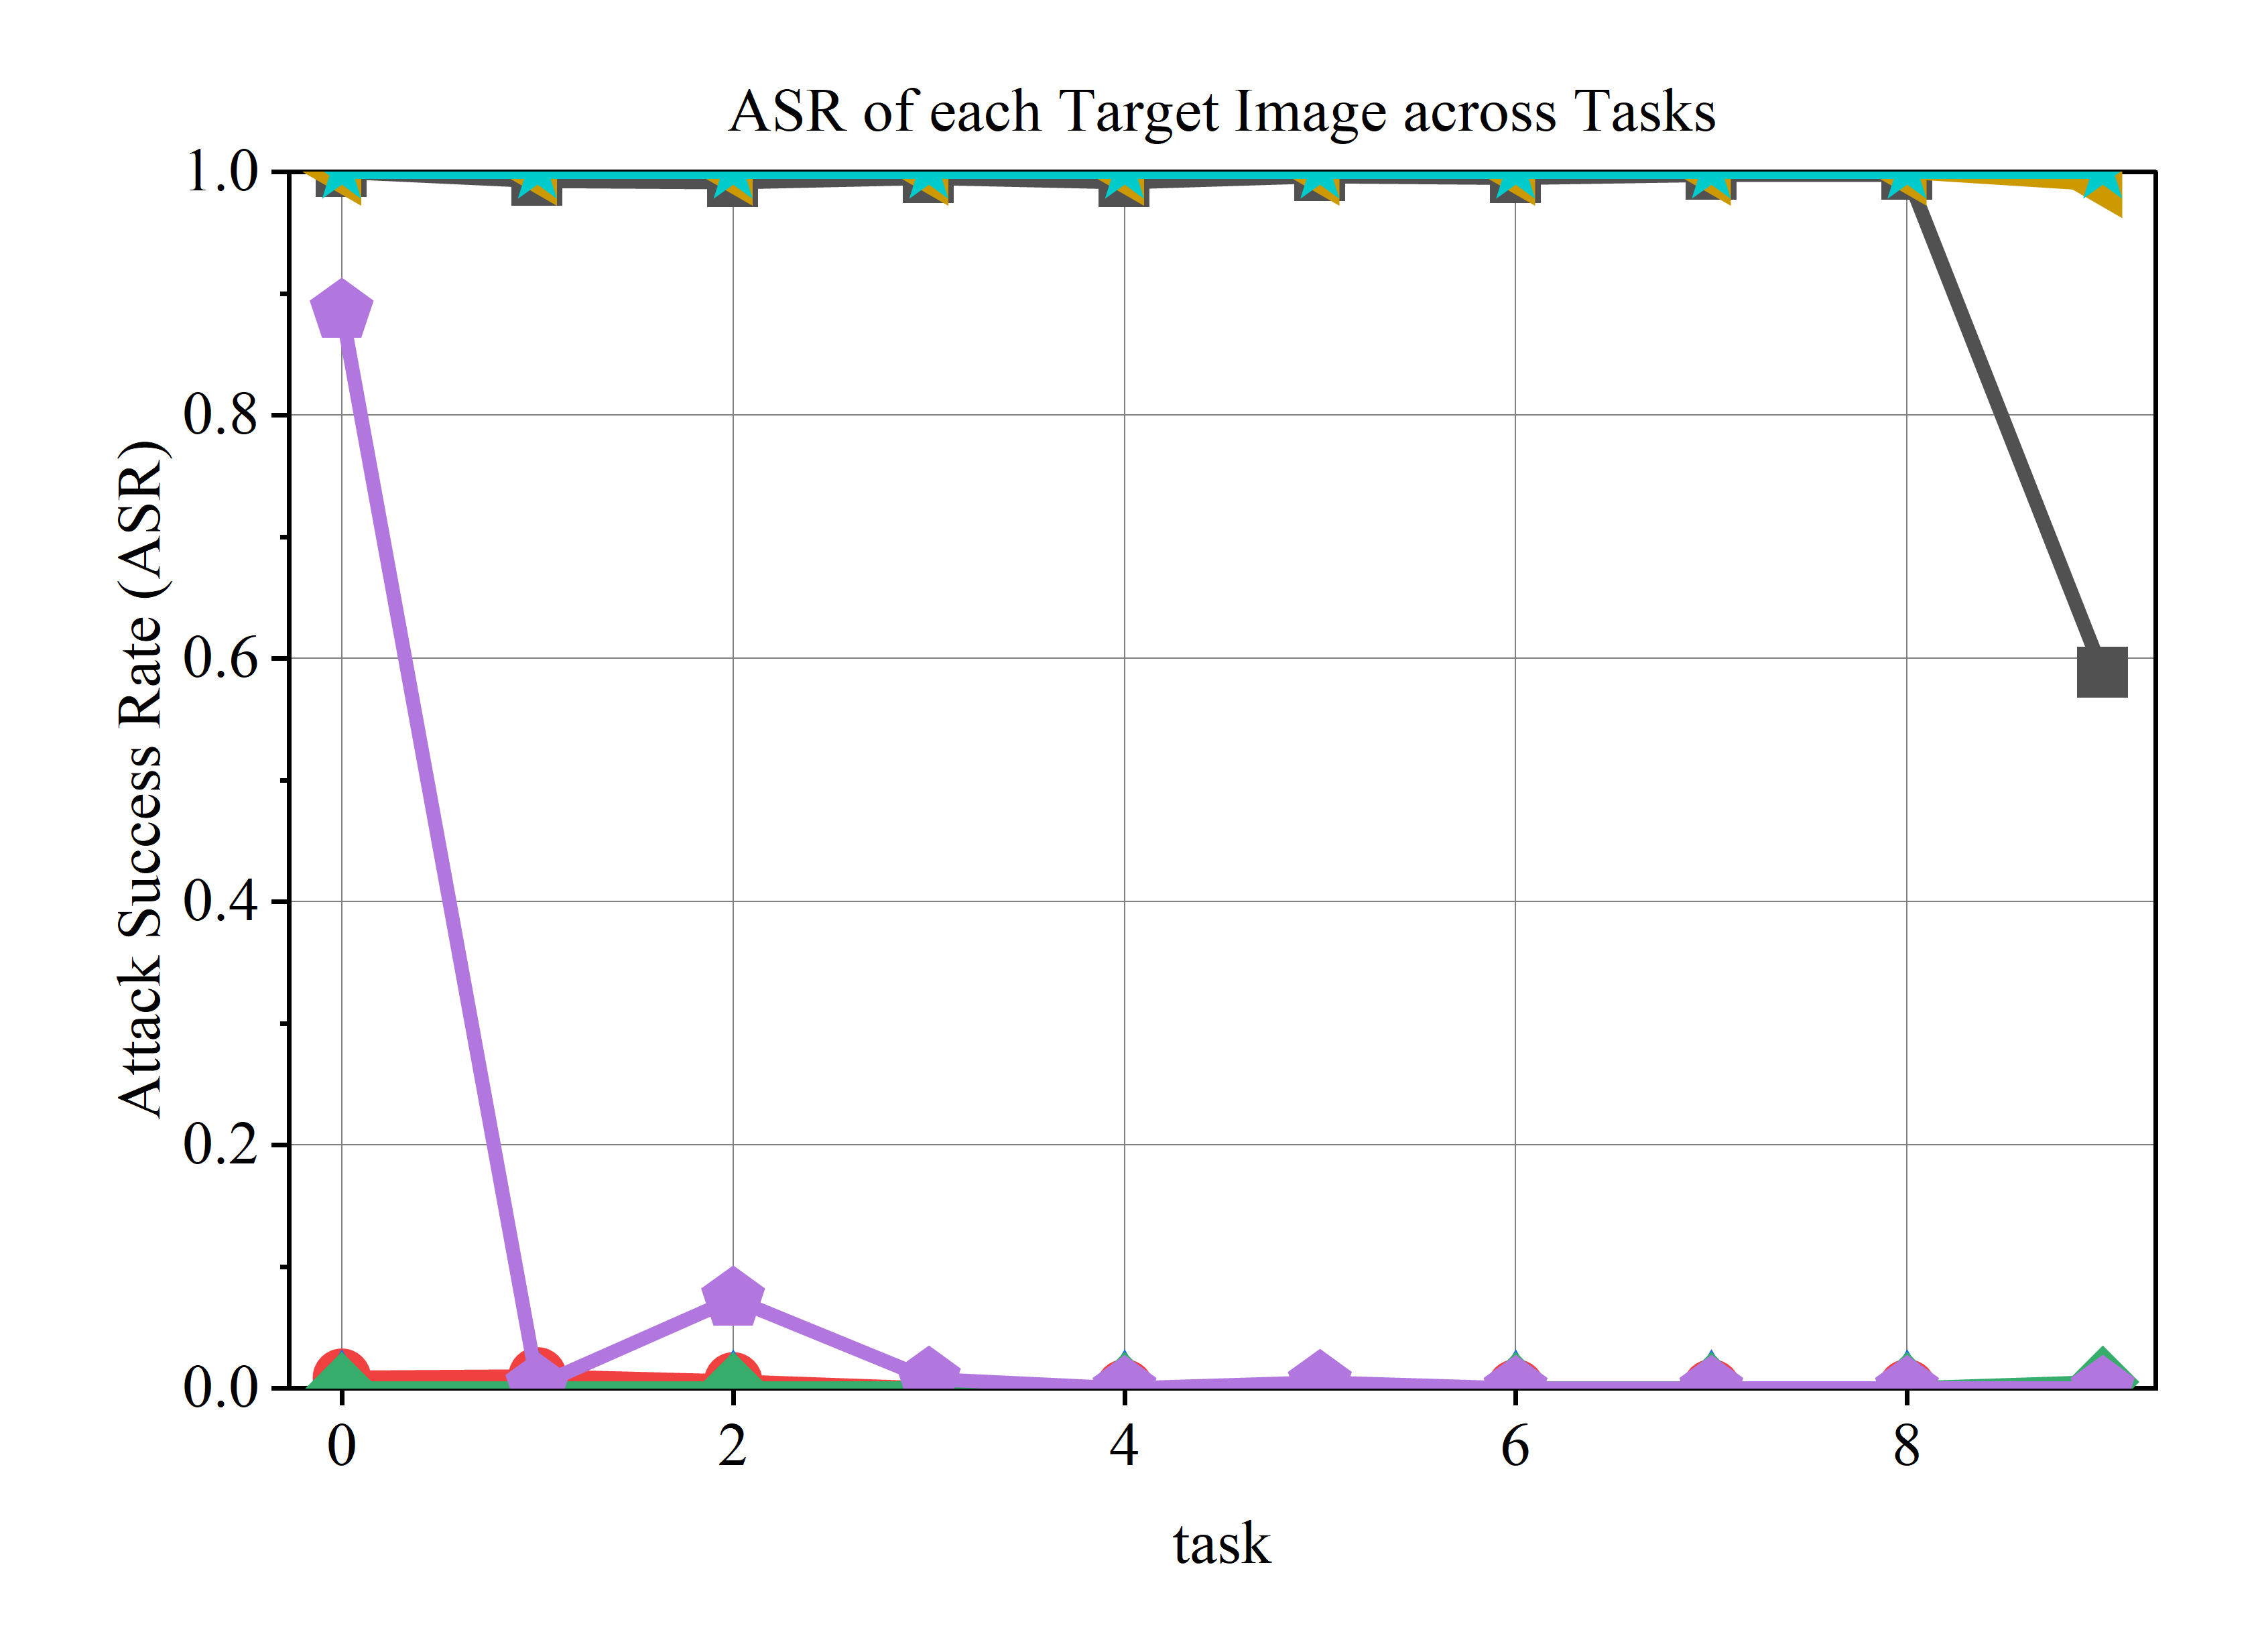 ASR of each Target Image across Tasks
1.0
0.8
0.6
0.4
0.2
0.0
Attack Success Rate (ASR)
0 2 4 6 8
task